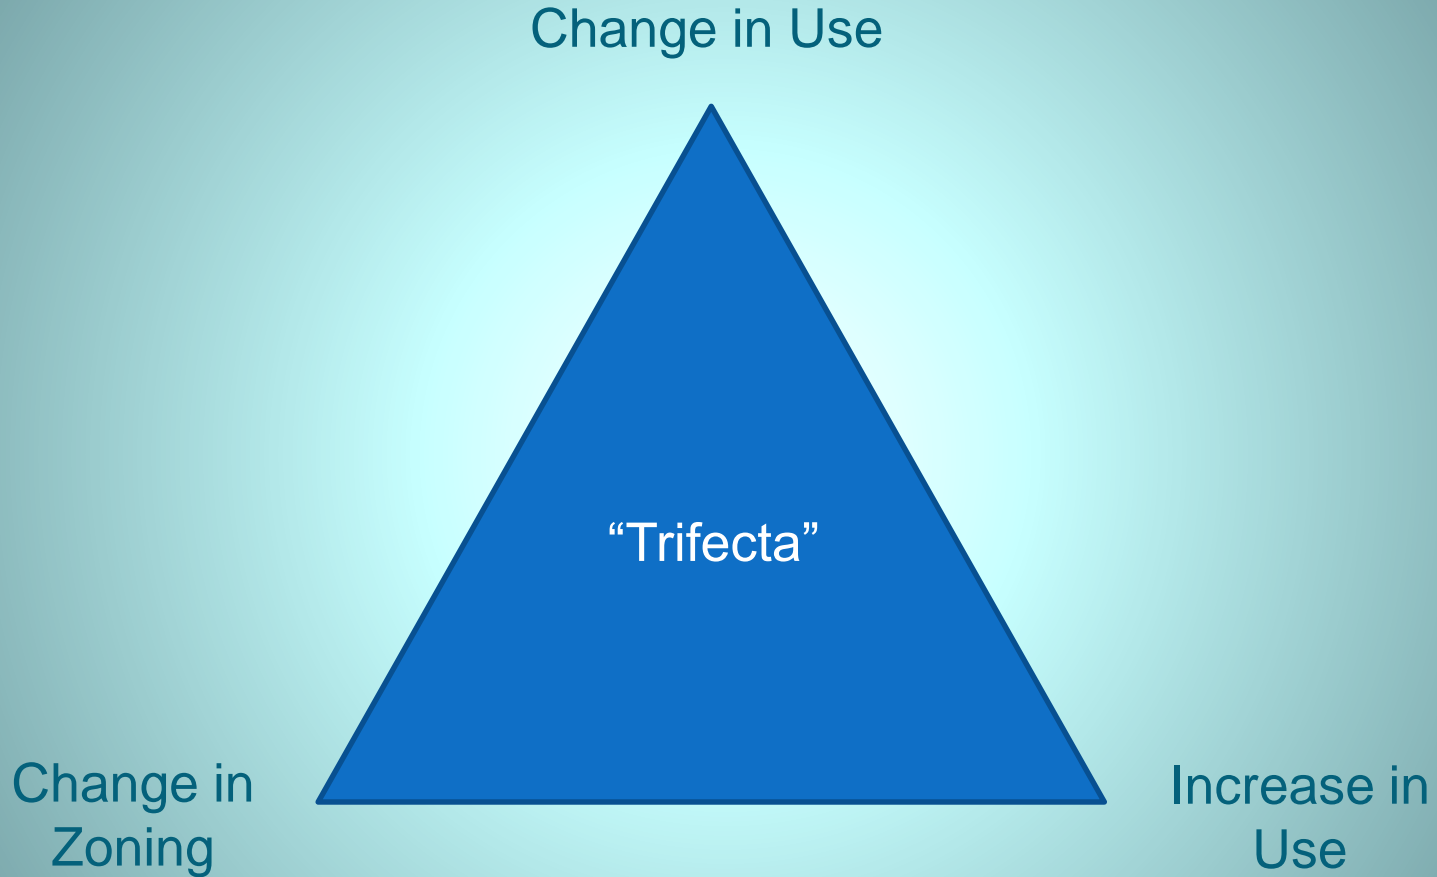 Change in Use
“Trifecta”
Change in
Zoning
Increase in
Use